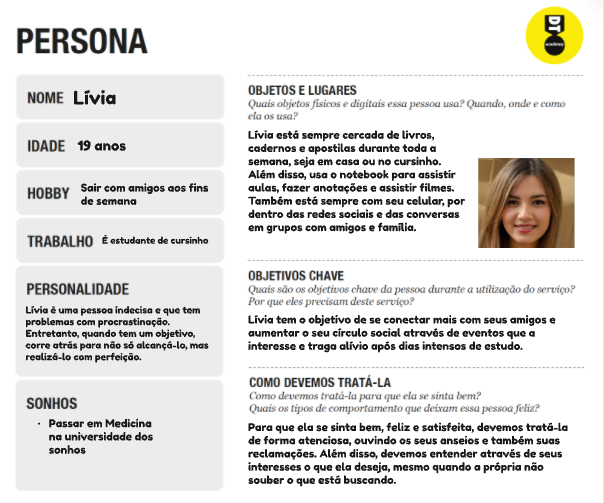 PERSONA
DT
academy
NOME Lívia
IDADE 19 anos
HOBBY Sair com amigos aos fins
de semana
TRABALHO É estudante de cursinho
PERSONALIDADE
Lívia é uma pessoa indecisa e que tem
problemas com procrastinação.
Entretanto, quando tem um objetivo,
corre atrás para não só alcançá-lo, mas
realizá-lo com perfeição.
SONHOS
· Passar em Medicina
na universidade dos
sonhos
OBJETOS E LUGARES
Quais objetos físicos e digitais essa pessoa usa? Quando, onde e como
ela os usa?
Lívia está sempre cercada de livros,
cadernos e apostilas durante toda a
semana, seja em casa ou no cursinho.
Além disso, usa o notebook para assistir
aulas, fazer anotações e assistir filmes.
Também está sempre com seu celular, por
dentro das redes sociais e das conversas
em grupos com amigos e família.
OBJETIVOS CHAVE
Quais são os objetivos chave da pessoa durante a utilização do serviço?
Por que eles precisam deste serviço?
Lívia tem o objetivo de se conectar mais com seus amigos e
aumentar o seu círculo social através de eventos que a
interesse e traga alívio após dias intensos de estudo.
COMO DEVEMOS TRATÁ-LA
Como devemos tratá-la para que ela se sinta bem?
Quais os tipos de comportamento que deixam essa pessoa feliz?
Para que ela se sinta bem, feliz e satisfeita, devemos tratá-la
de forma atenciosa, ouvindo os seus anseios e também suas
reclamações. Além disso, devemos entender através de seus
interesses o que ela deseja, mesmo quando a própria não
souber o que está buscando.